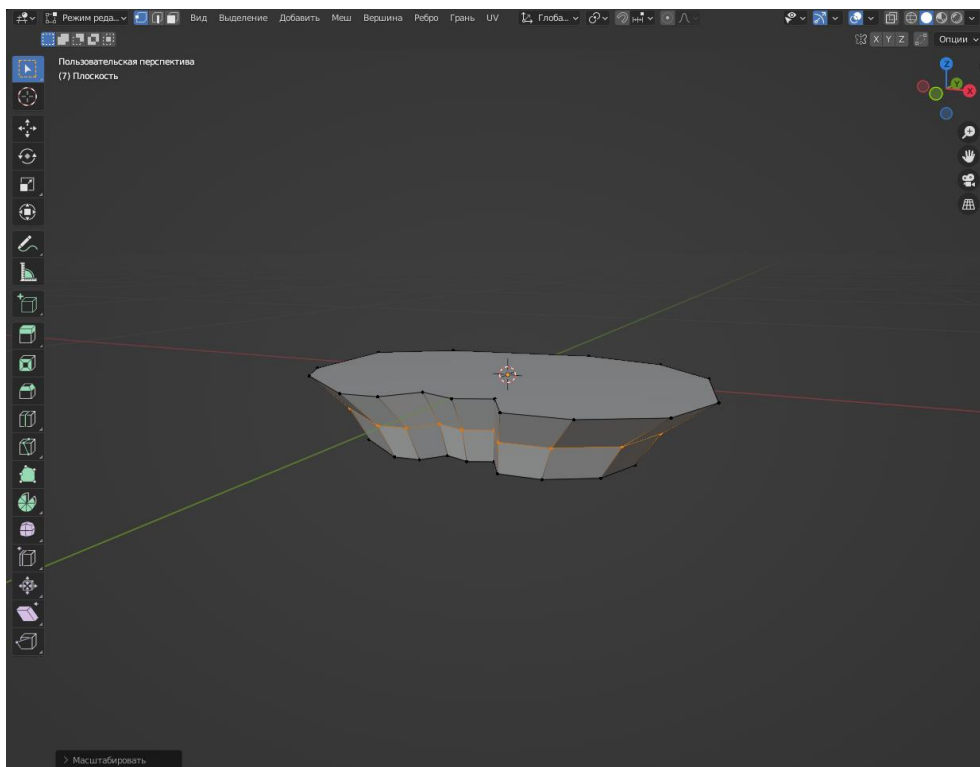 Режим реда... Вид Выделение Добавить Меш Вершина Ребро Грань UV Глоба...
X Y Z Опции
Пользовательская перспектива
(7) Плоскость
Z
Y
X
> Масштабировать